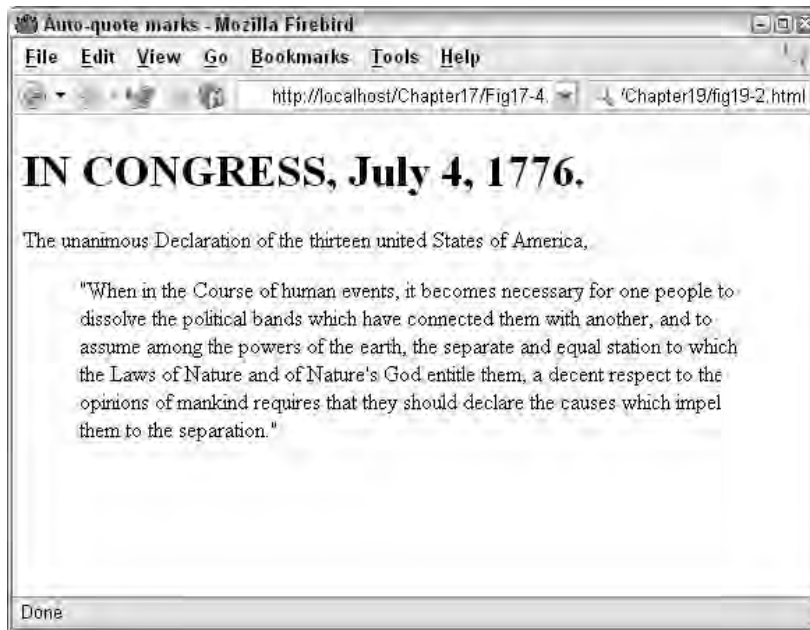 Auto-quote marks - Mozilla Firebird
File Edit View Go Bookmarks Tools Help
http://localhost/Chapter17/Fig17-4. '/Chapter19/fig19-2.html
IN CONGRESS, July 4, 1776.
The unanimous Declaration of the thirteen united States of America,
"When in the Course of human events, it becomes necessary for one people to
dissolve the political bands which have connected them with another, and to
assume among the powers of the earth, the separate and equal station to which
the Laws of Nature and of Nature's God entitle them, a decent respect to the
opinions of mankind requires that they should declare the causes which impel
them to the separation."
Done